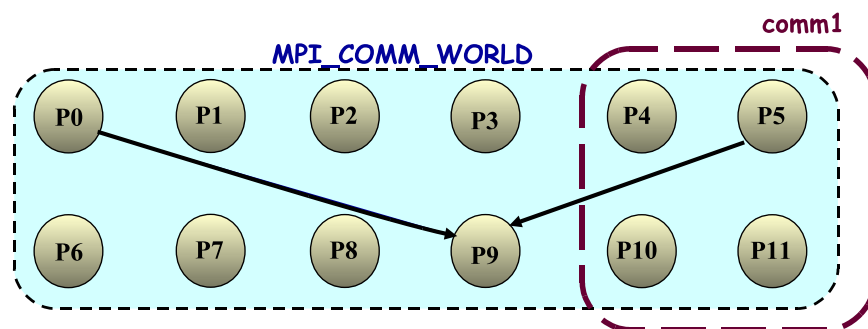 comm1
MPI_COMM_WORLD
P0 P1 P2 P3 P4 P5
P6 P7 P8 P9 P10 P11